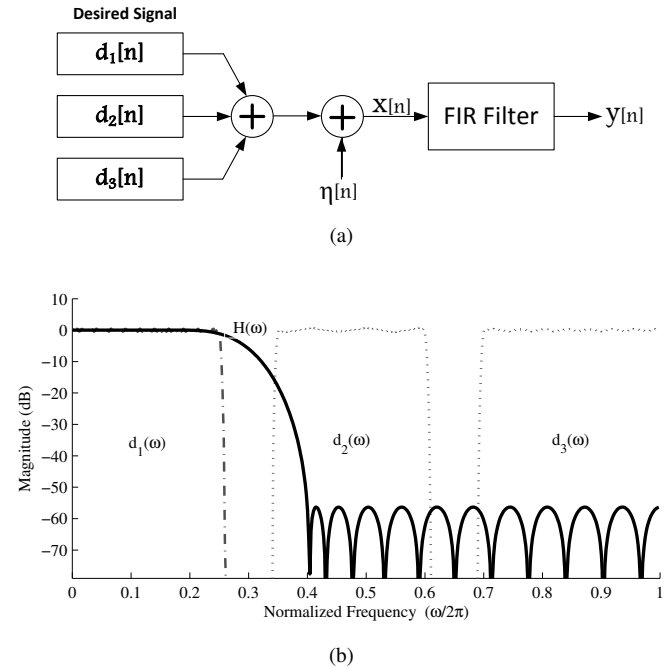 Desired Signal
d₁[n]
d₂[n]
d₃[n]
+
+
x[n]
η[n]
FIR Filter
y[n]
(a)
10
0
−10
−20
−30
−40
−50
−60
−70
Magnitude (dB)
H(ω)
d₁(ω)
d₂(ω)
d₃(ω)
0
0.1
0.2
0.3
0.4
0.5
0.6
0.7
0.8
0.9
1
Normalized Frequency (ω/2π)
(b)